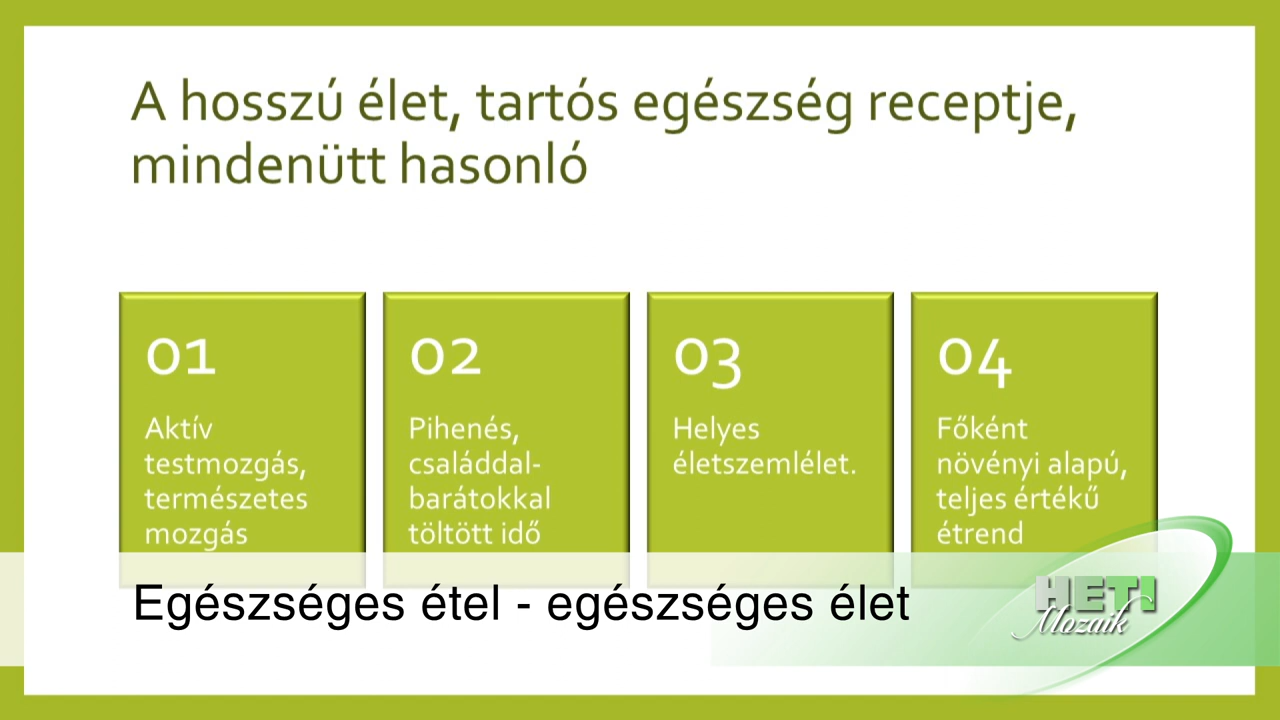 A hosszú élet, tartós egészség receptje,
mindenütt hasonló
01
Aktív
testmozgás,
természetes
mozgás
02
Pihenés,
családdal-
barátokkal
töltött idő
03
Helyes
életszemlélet.
04
Főként
növényi alapú,
teljes értékű
étrend
Egészséges étel - egészséges élet
HETI
Mozaik